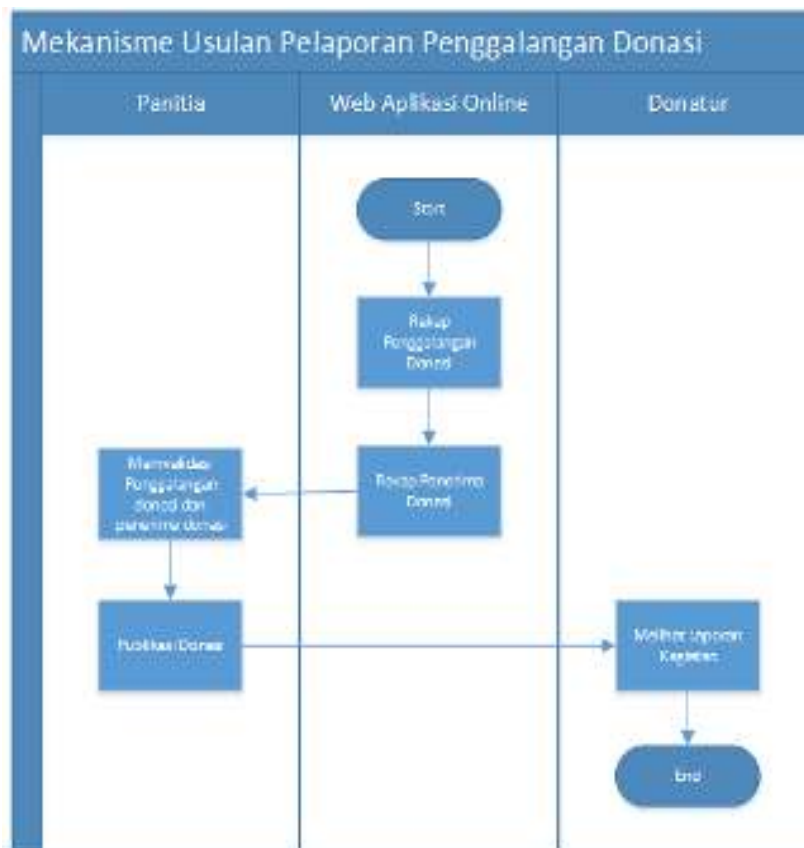 Mekanisme Usulan Pelaporan Penggalangan Donasi
Panitia
Web Aplikasi Online
Donatur
Start
Rekap
Penggalangan
Donasi
Rekap Penerima
Donasi
Memvalidasi
Penggalangan
donasi dan
penerima donasi
Publikasi Donasi
Melihat laporan
Kegiatan
End